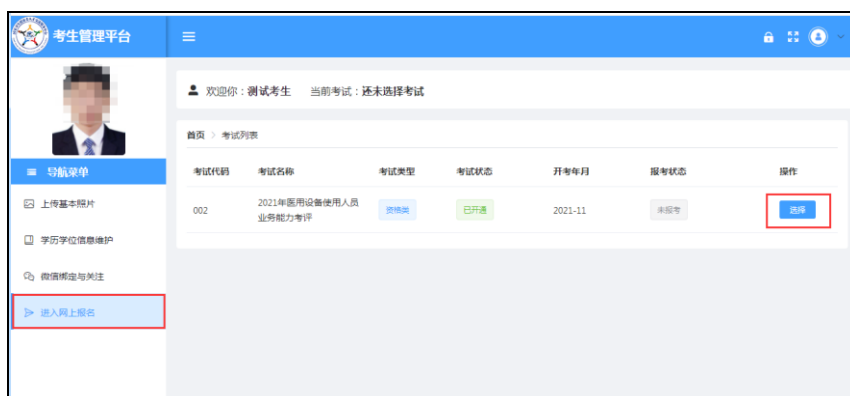 考生管理平台
欢迎你：测试考生 当前考试：还未选择考试
首页 > 考试列表
导航菜单
上传基本照片
学历学位信息维护
微信绑定与关注
进入网上报名
考试代码 考试名称 考试类型 考试状态 开考年月 报考状态 操作
002 2021年医用设备使用人员 资格类 已开通 2021-11 未报考 选择
业务能力考评